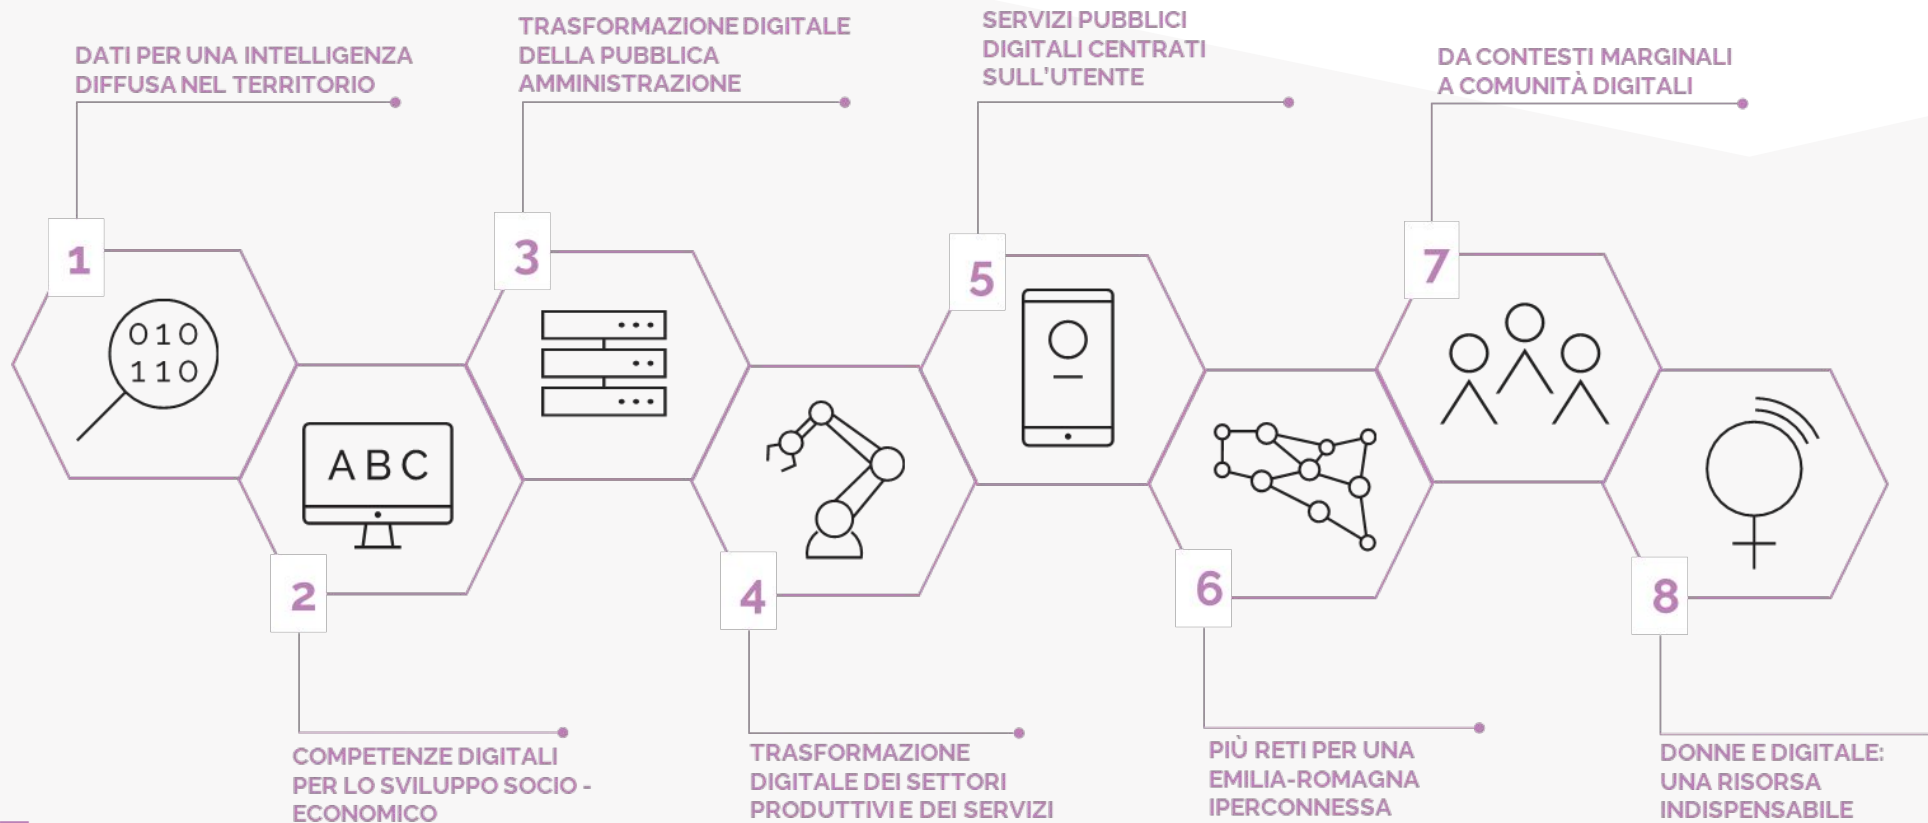 1
DATI PER UNA INTELLIGENZA
DIFFUSA NEL TERRITORIO
010
110
2
ABC
COMPETENZE DIGITALI
PER LO SVILUPPO SOCIO -
ECONOMICO
3
TRASFORMAZIONE DIGITALE
DELLA PUBBLICA
AMMINISTRAZIONE
4
TRASFORMAZIONE
DIGITALE DEI SETTORI
PRODUTTIVI E DEI SERVIZI
5
SERVIZI PUBBLICI
DIGITALI CENTRATI
SULL'UTENTE
6
PIÙ RETI PER UNA
EMILIA-ROMAGNA
IPERCONNESSA
7
DA CONTESTI MARGINALI
A COMUNITÀ DIGITALI
8
DONNE E DIGITALE:
UNA RISORSA
INDISPENSABILE